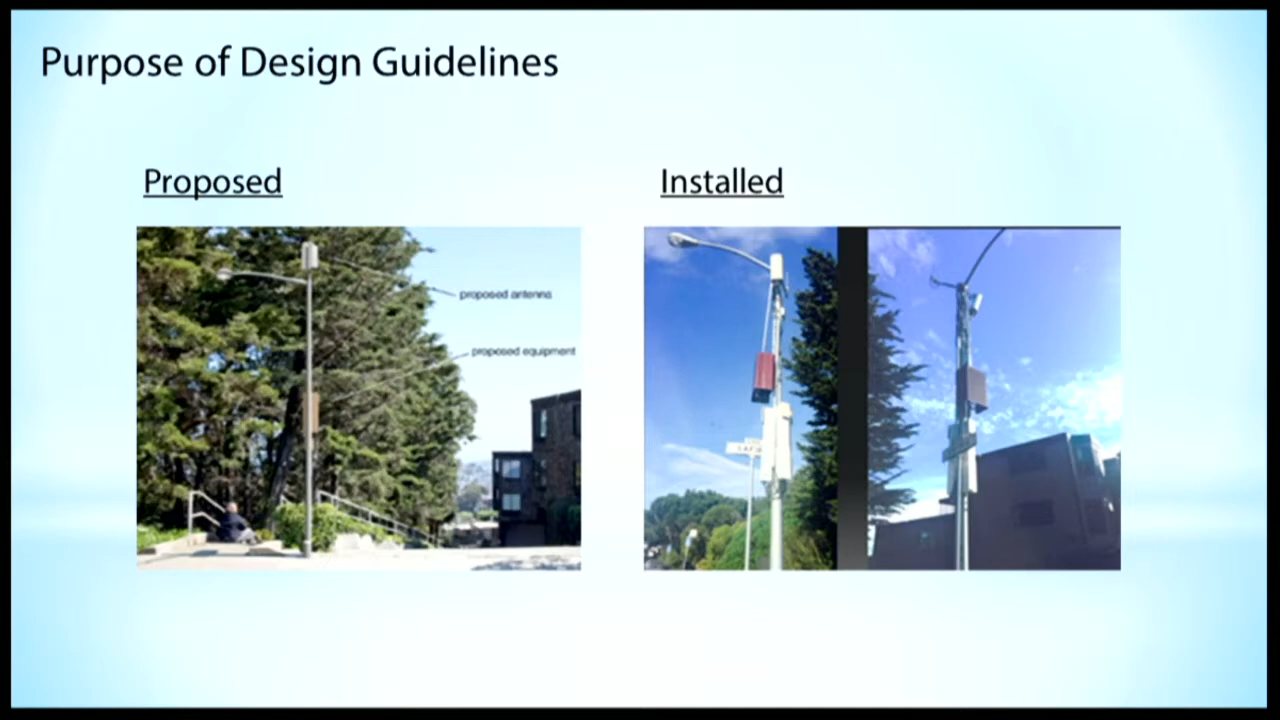 Purpose of Design Guidelines
Proposed
Installed
proposed antenna
proposed equipment